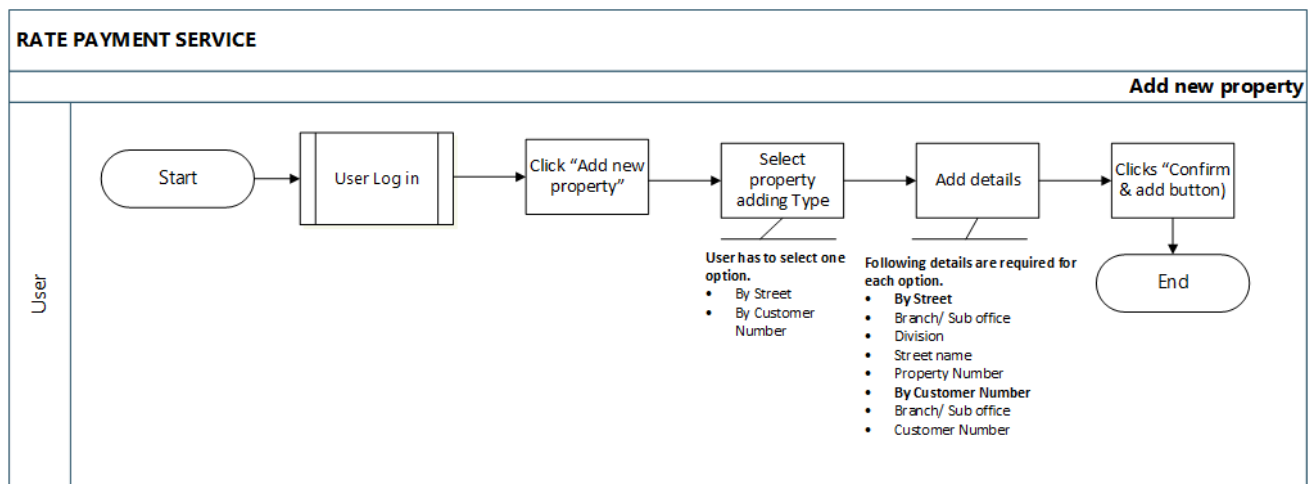 RATE PAYMENT SERVICE
Add new property
User
Start
User Log in
Click “Add new
property”
Select
property
adding Type
Add details
Clicks “Confirm
& add button)
End
User has to select one
option.
• By Street
• By Customer
Number
Following details are required for
each option.
• By Street
• Branch/ Sub office
• Division
• Street name
• Property Number
• By Customer Number
• Branch/ Sub office
• Customer Number